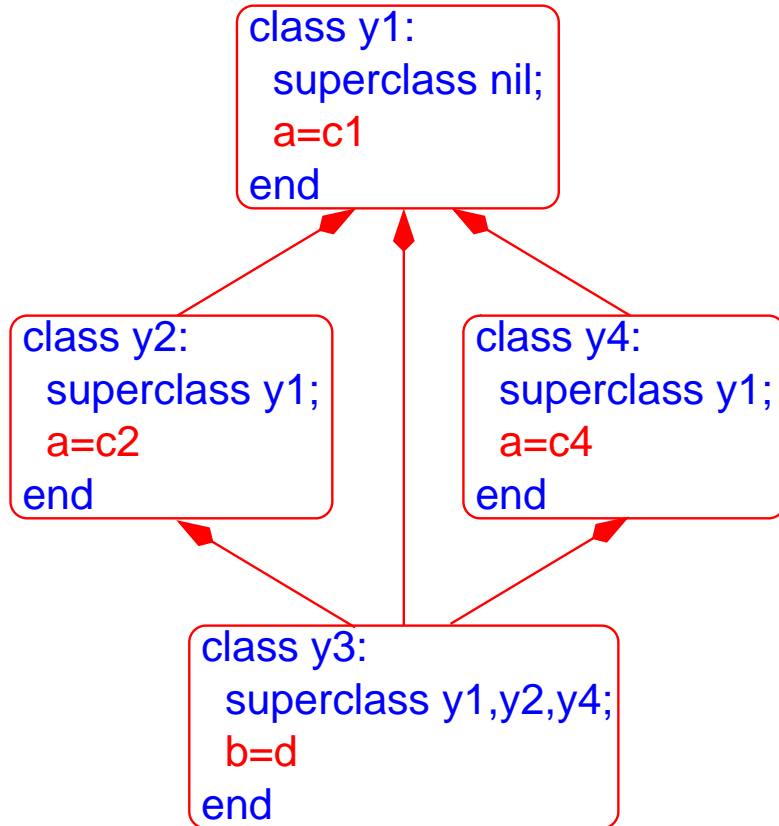 class y1:
superclass nil;
a=c1
end
class y2:
superclass y1;
a=c2
end
class y4:
superclass y1;
a=c4
end
class y3:
superclass y1,y2,y4;
b=d
end